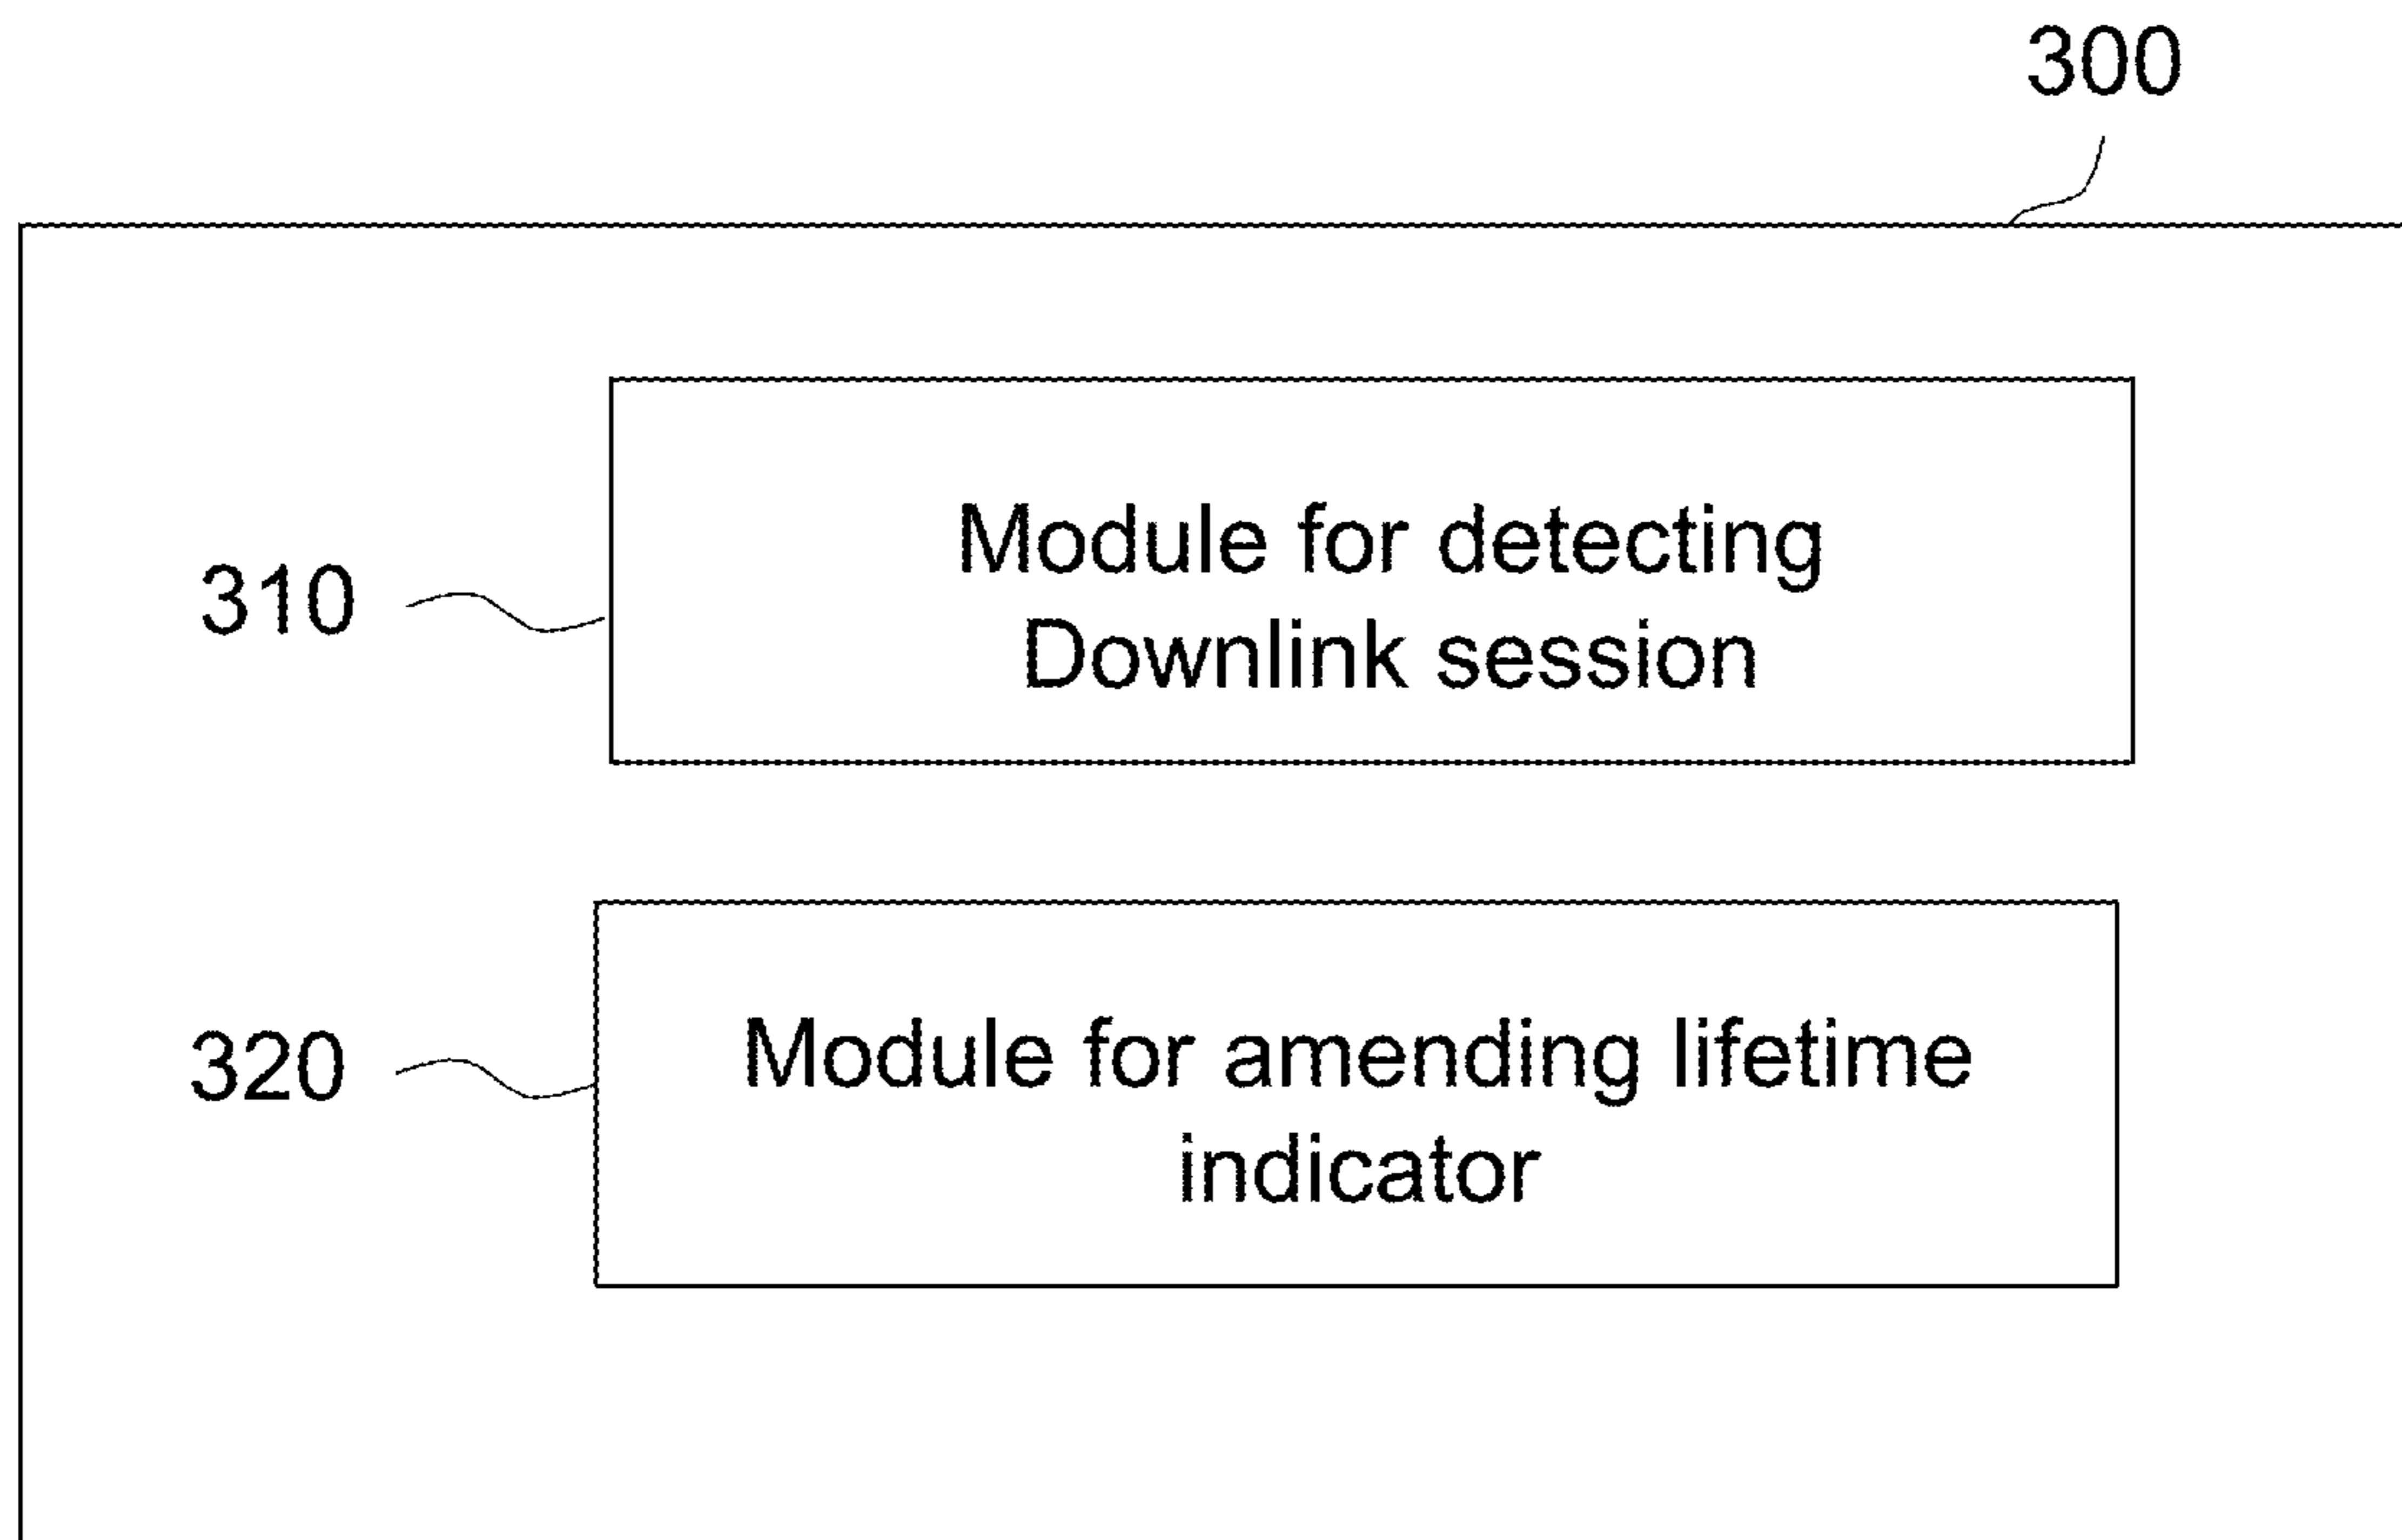 300
310
Module for detecting
Downlink session
320
Module for amending lifetime
indicator